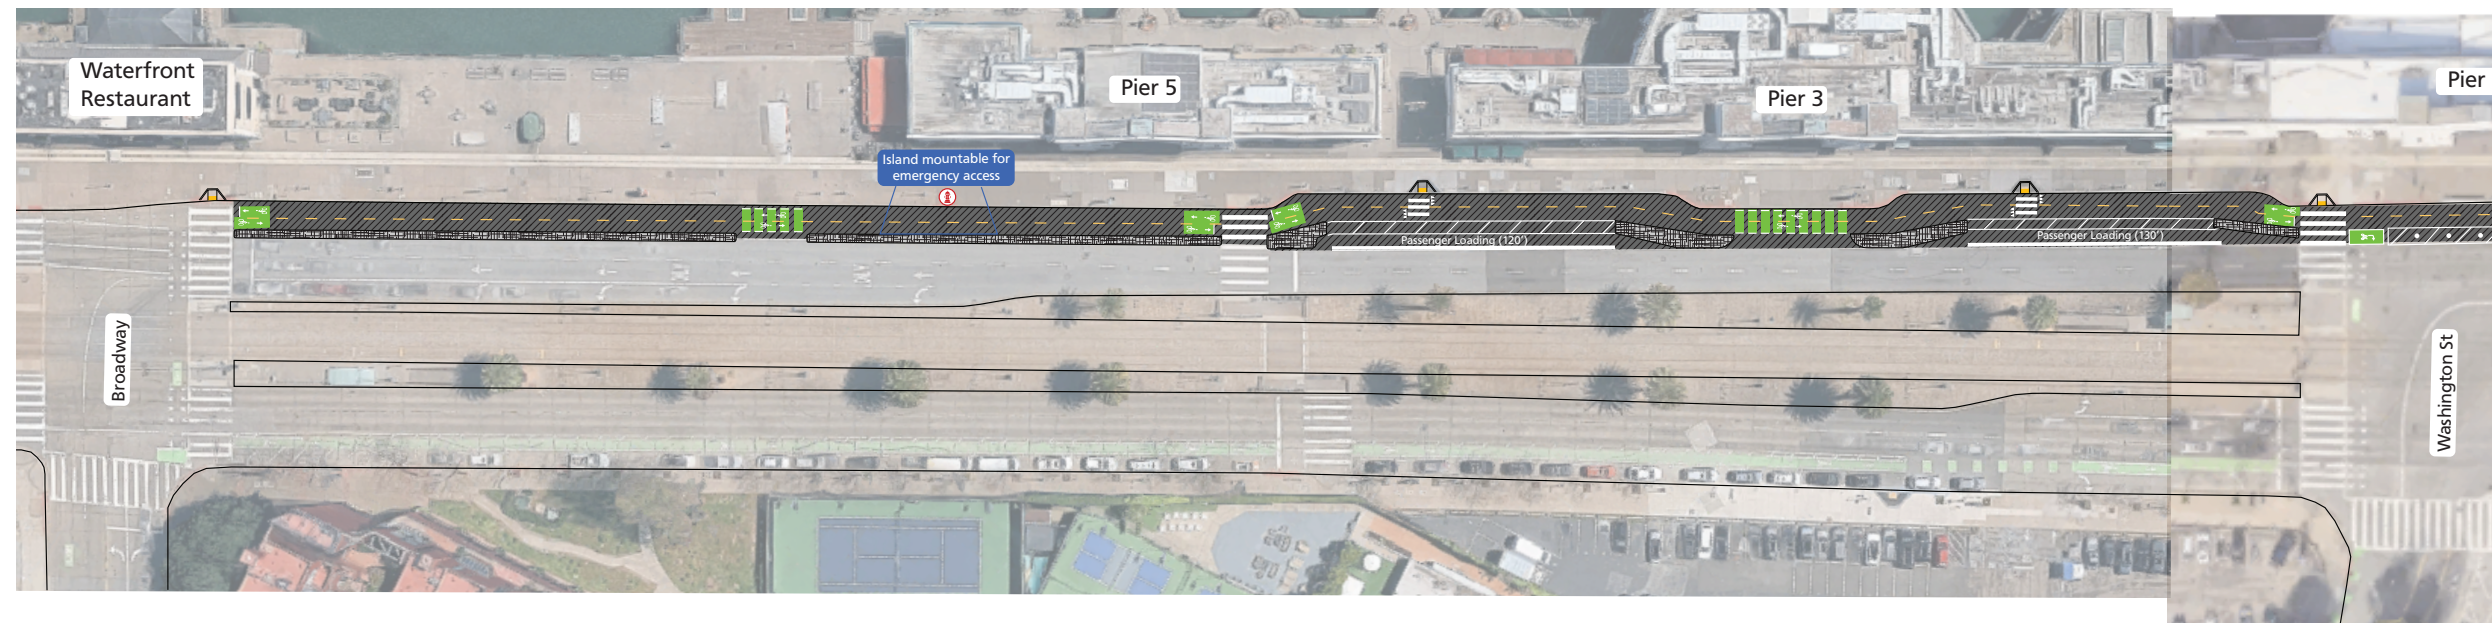 Waterfront
Restaurant
Pier 5
Pier 3
Pier
Island mountable for
emergency access
Passenger Loading (120')
Passenger Loading (130')
Broadway
Washington St